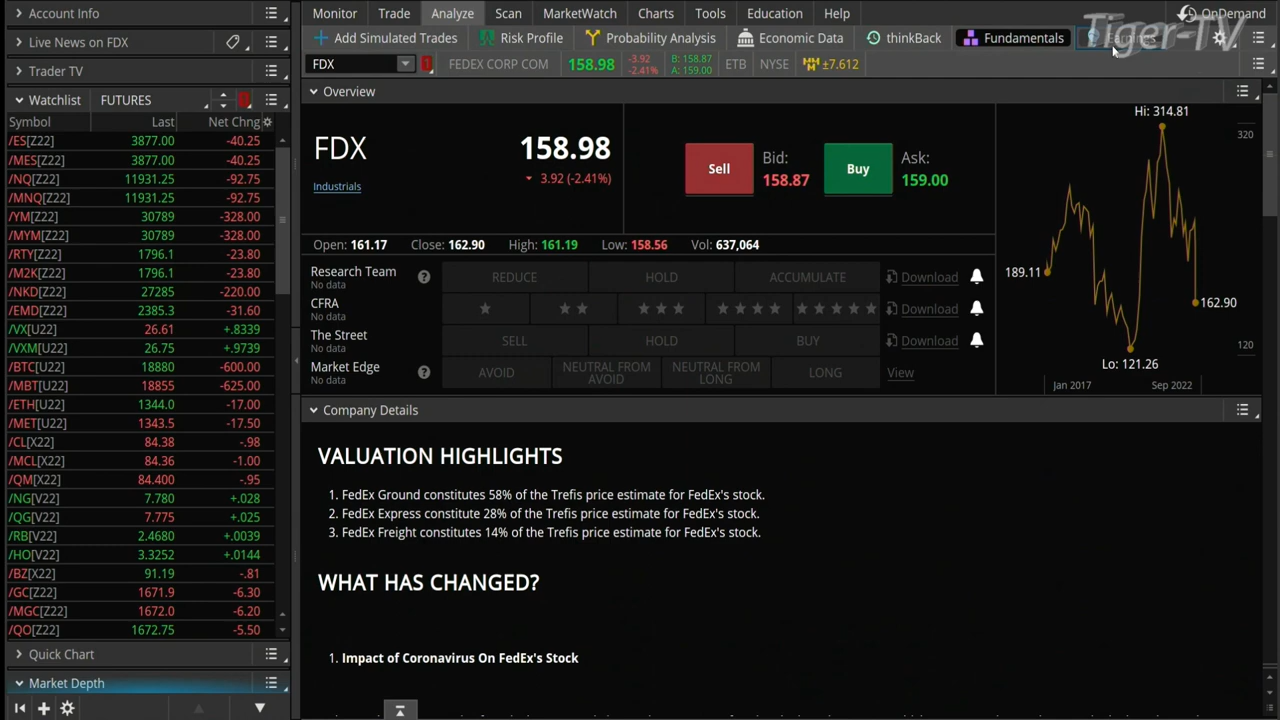 Account Info
Live News on FDX
Trader TV
Watchlist FUTURES
Symbol Last Net Chng
/ES[Z22] 3877.00 -40.25
/MES[Z22] 3877.00 -40.25
/NQ[Z22] 11931.25 -92.75
/MNQ[Z22] 11931.25 -92.75
/YM[Z22] 30789 -328.00
/MYM[Z22] 30789 -328.00
/RTY[Z22] 1796.1 -23.80
/M2K[Z22] 1796.1 -23.80
/NKD[Z22] 27285 -220.00
/EMD[Z22] 2385.3 -31.60
/VX[U22] 26.61 +.8339
/VXM[U22] 26.75 +.9739
/BTC[U22] 18880 -600.00
/MBT[U22] 18855 -625.00
/ETH[U22] 1344.0 -17.00
/MET[U22] 1343.5 -17.50
/CL[X22] 84.38 -.98
/MCL[X22] 84.36 -1.00
/QM[X22] 84.400 -.95
/NG[V22] 7.780 +.028
/QG[V22] 7.775 +.025
/RB[V22] 2.4680 +.0039
/HO[V22] 3.3252 +.0144
/BZ[X22] 91.19 -.81
/GC[Z22] 1671.9 -6.30
/MGC[Z22] 1672.0 -6.20
/QO[Z22] 1672.75 -5.50
Quick Chart
Market Depth
Monitor Trade Analyze Scan MarketWatch Charts Tools Education Help OnDemand
Tiger-TV
Add Simulated Trades Risk Profile Probability Analysis Economic Data thinkBack Fundamentals Earnings
FDX 1 FEDEX CORP COM 158.98 -3.92 -2.41% B: 158.87 A: 159.00 ETB NYSE ±7.612
Overview
FDX 158.98
3.92 (-2.41%)
Industrials
Sell Bid: 158.87 Buy Ask: 159.00
Open: 161.17 Close: 162.90 High: 161.19 Low: 158.56 Vol: 637,064
Research Team No data ? REDUCE HOLD ACCUMULATE Download
CFRA No data Download
The Street No data SELL HOLD BUY Download
Market Edge No data ? AVOID NEUTRAL FROM AVOID NEUTRAL FROM LONG LONG View
Hi: 314.81
320
189.11
162.90
120
Lo: 121.26
Jan 2017 Sep 2022
Company Details
VALUATION HIGHLIGHTS
1. FedEx Ground constitutes 58% of the Trefis price estimate for FedEx's stock.
2. FedEx Express constitute 28% of the Trefis price estimate for FedEx's stock.
3. FedEx Freight constitutes 14% of the Trefis price estimate for FedEx's stock.
WHAT HAS CHANGED?
1. Impact of Coronavirus On FedEx's Stock